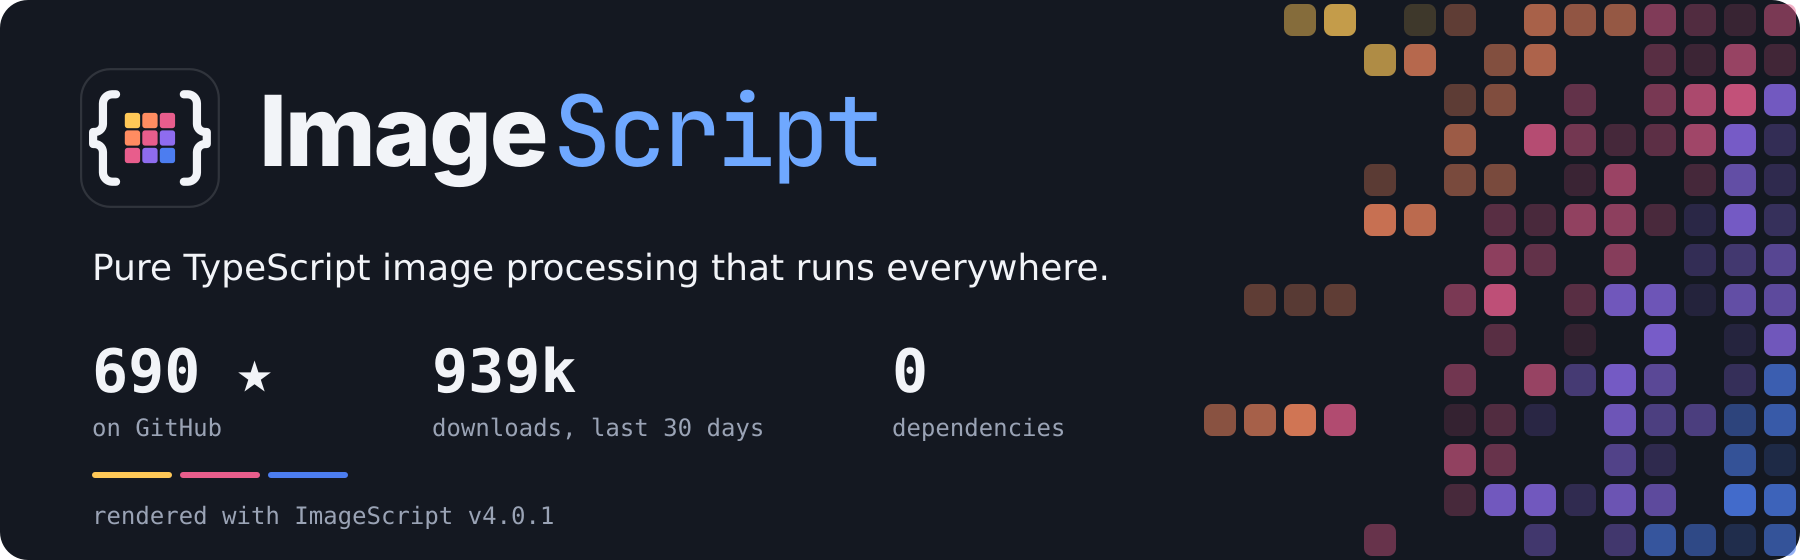 { }
ImageScript
Pure TypeScript image processing that runs everywhere.
690 ★
on GitHub
939k
downloads, last 30 days
0
dependencies
rendered with ImageScript v4.0.1